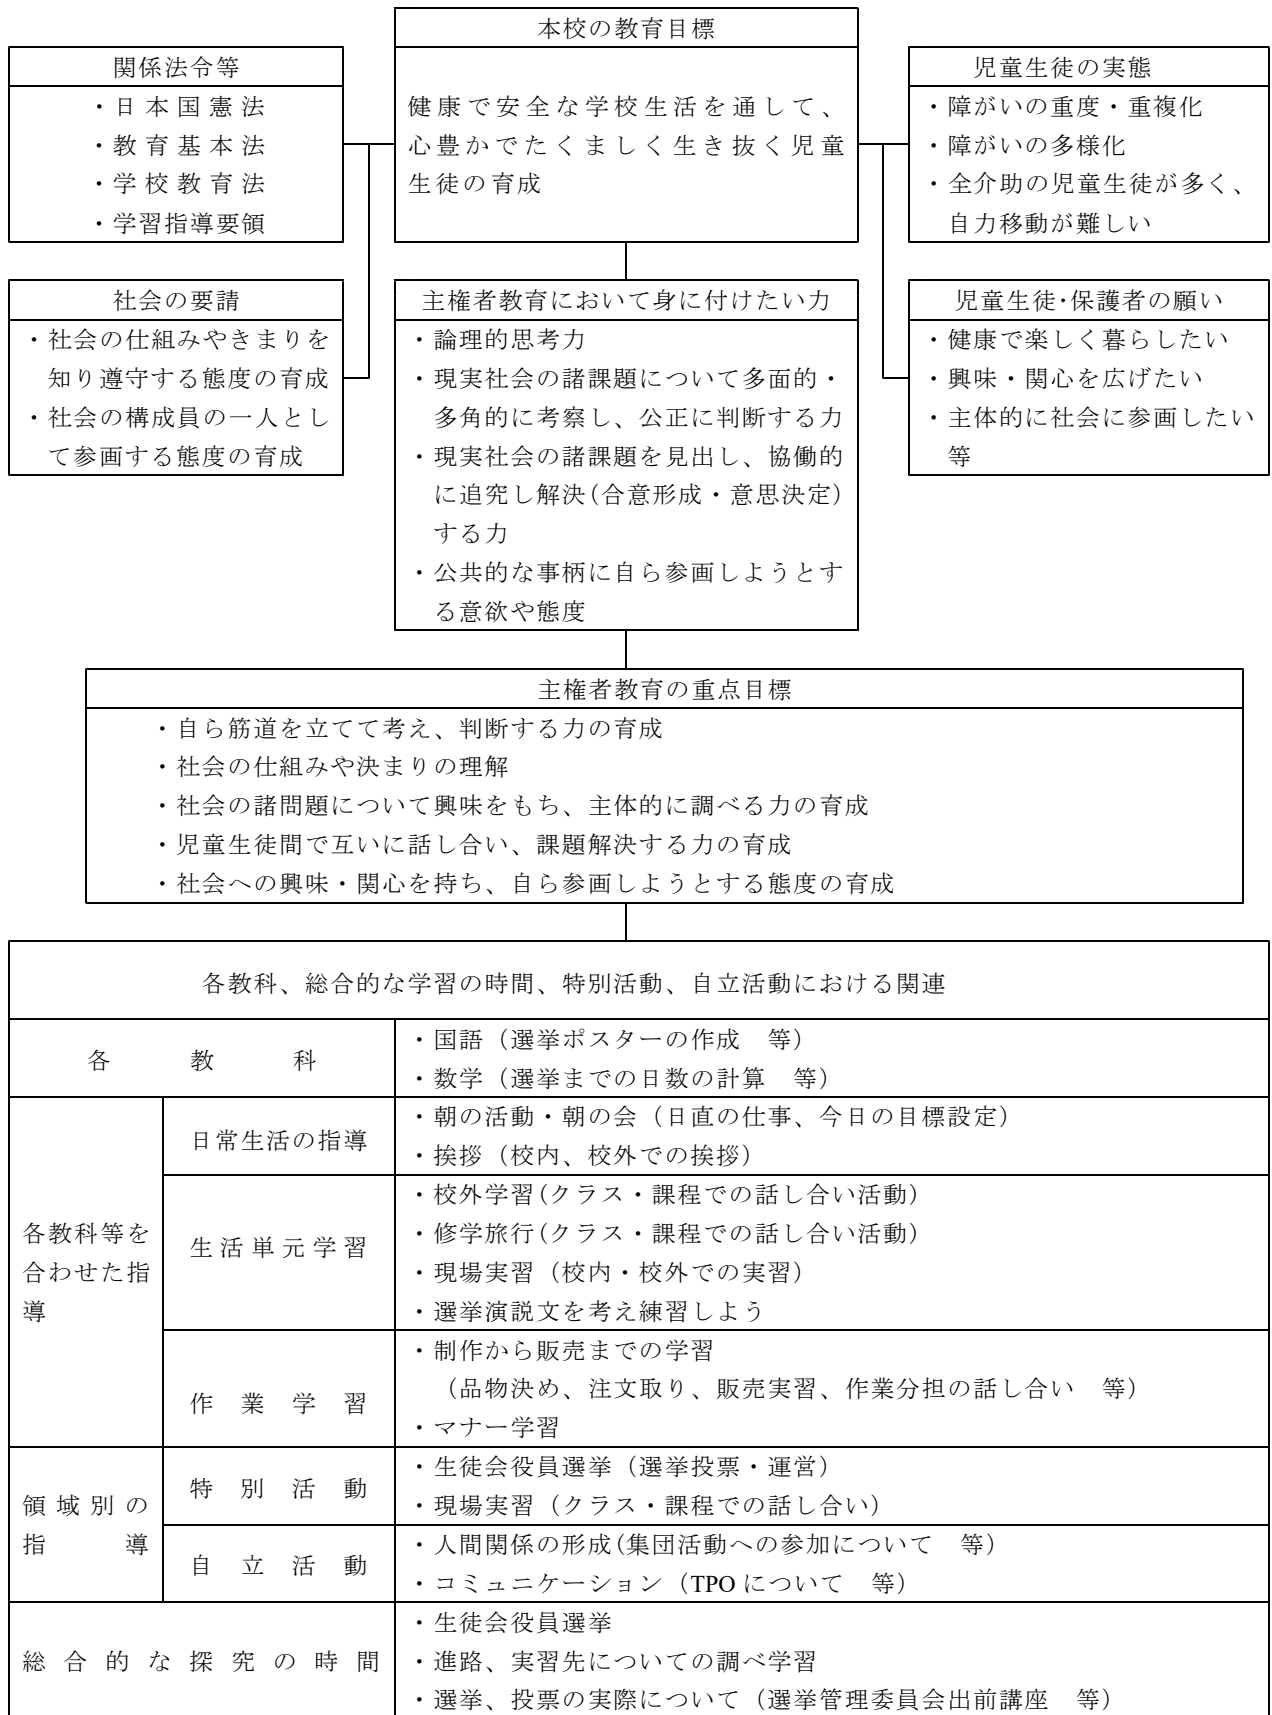 本校の教育目標
健康で安全な学校生活を通して、
心豊かでたくましく生き抜く児童
生徒の育成
関係法令等
・日本国憲法
・教育基本法
・学校教育法
・学習指導要領
児童生徒の実態
・障がいの重度・重複化
・障がいの多様化
・全介助の児童生徒が多く、
自力移動が難しい
社会の要請
・社会の仕組みやきまりを
知り遵守する態度の育成
・社会の構成員の一人とし
て参画する態度の育成
主権者教育において身に付けたい力
・論理的思考力
・現実社会の諸課題について多面的・
多角的に考察し、公正に判断する力
・現実社会の諸課題を見出し、協働的
に追究し解決(合意形成・意思決定)
する力
・公共的な事柄に自ら参画しようとす
る意欲や態度
児童生徒・保護者の願い
・健康で楽しく暮らしたい
・興味・関心を広げたい
・主体的に社会に参画したい
等
主権者教育の重点目標
・自ら筋道を立てて考え、判断する力の育成
・社会の仕組みや決まりの理解
・社会の諸問題について興味をもち、主体的に調べる力の育成
・児童生徒間で互いに話し合い、課題解決する力の育成
・社会への興味・関心を持ち、自ら参画しようとする態度の育成
各教科、総合的な学習の時間、特別活動、自立活動における関連
各教科
・国語（選挙ポスターの作成　等）
・数学（選挙までの日数の計算　等）
各教科等を
合わせた指
導
日常生活の指導
・朝の活動・朝の会（日直の仕事、今日の目標設定）
・挨拶（校内、校外での挨拶）
生活単元学習
・校外学習(クラス・課程での話し合い活動)
・修学旅行(クラス・課程での話し合い活動)
・現場実習（校内・校外での実習）
・選挙演説文を考え練習しよう
作業学習
・制作から販売までの学習
（品物決め、注文取り、販売実習、作業分担の話し合い　等）
・マナー学習
領域別の
指導
特別活動
・生徒会役員選挙（選挙投票・運営）
・現場実習（クラス・課程での話し合い）
自立活動
・人間関係の形成(集団活動への参加について　等)
・コミュニケーション（TPOについて　等）
総合的な探究の時間
・生徒会役員選挙
・進路、実習先についての調べ学習
・選挙、投票の実際について（選挙管理委員会出前講座　等）